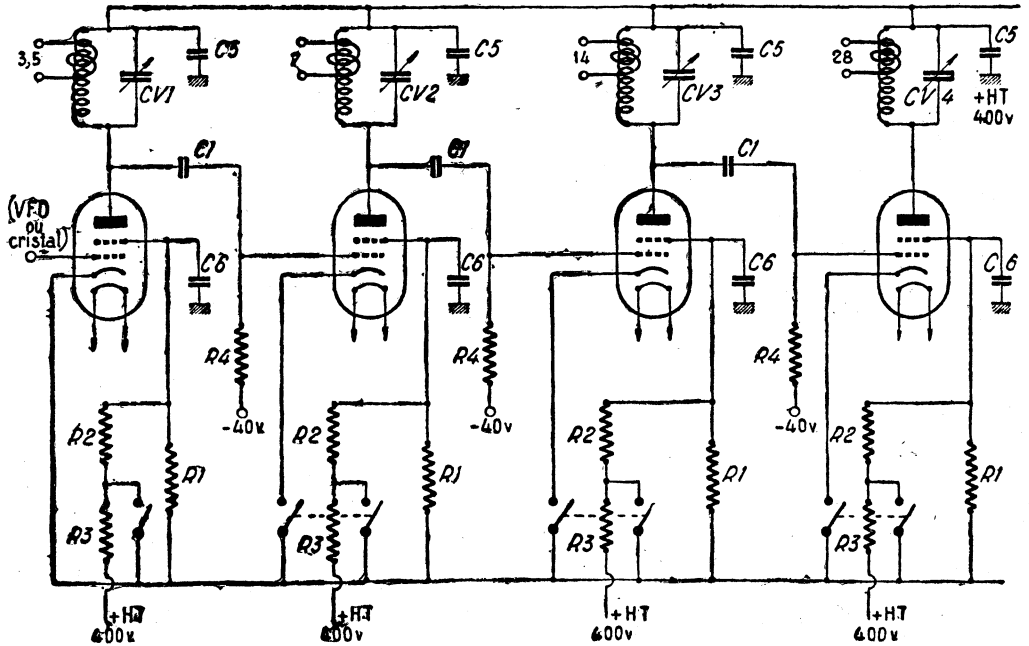 3,5
CV1
C5
7
CV2
C5
14
CV3
C5
28
CV 4
C5
+HT
400v
C1
C1
C1
(VFO
ou
cristal)
C6
C6
C6
C6
R4
R4
R4
-40v
-40v
-40v
R2
R1
R3
R2
R1
R3
R2
R1
R3
R2
R1
R3
+HT
400v
+HT
400v
+HT
400v
+HT
400v